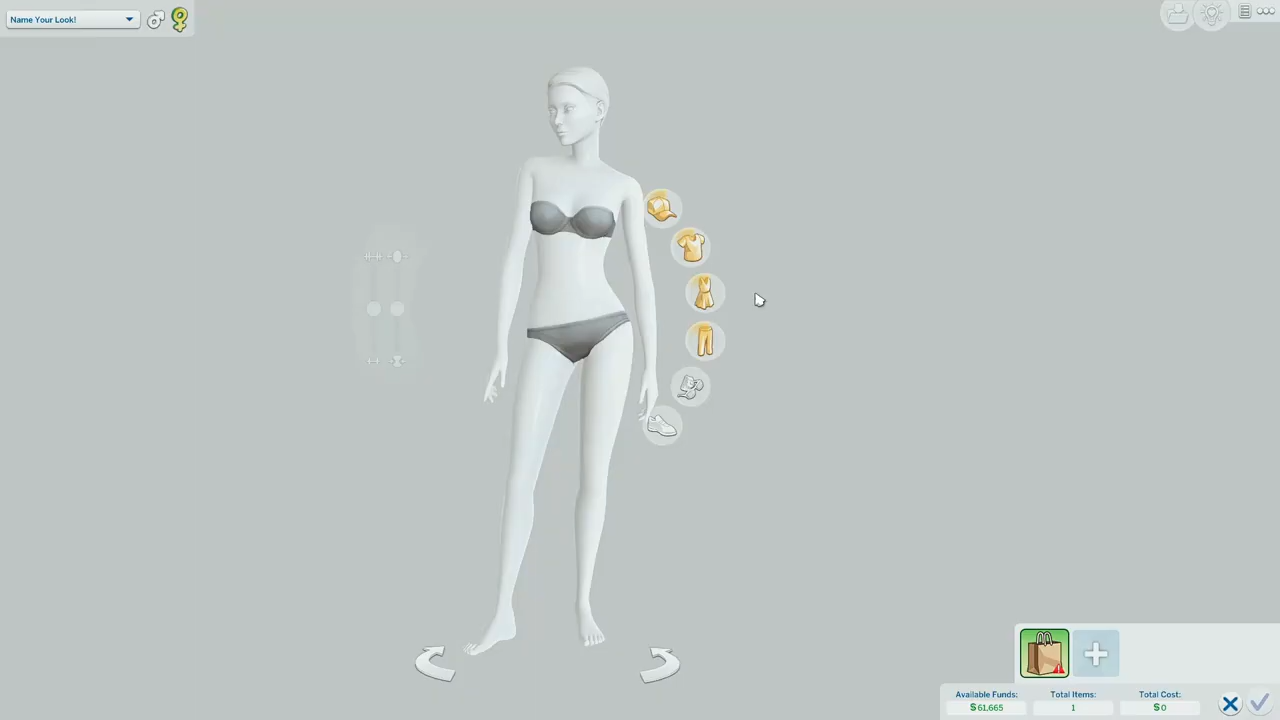 Name Your Look!
Available Funds:
Total Items:
Total Cost:
$61,665
1
$0